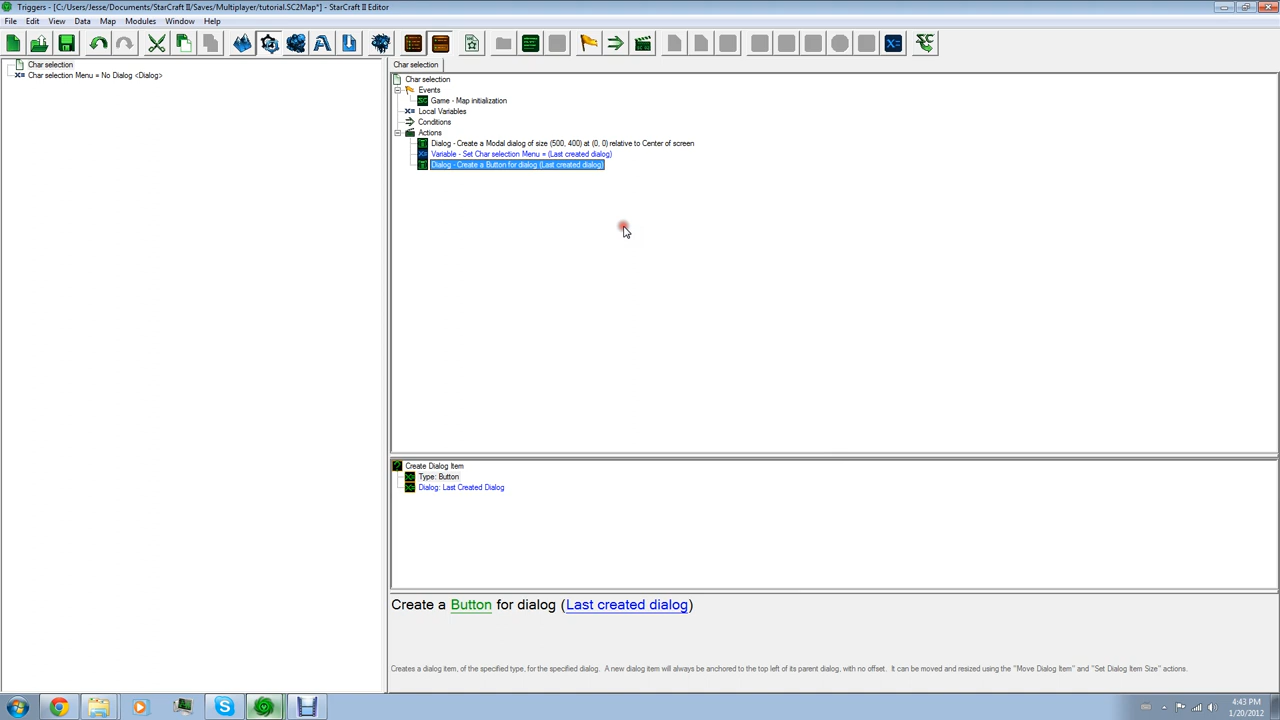 Triggers - [C:/Users/Jesse/Documents/StarCraft II/Saves/Multiplayer/tutorial.SC2Map*] - StarCraft II Editor
File Edit View Data Map Modules Window Help
Char selection
Char selection Menu = No Dialog <Dialog>
Char selection
Char selection
Events
Game - Map initialization
Local Variables
Conditions
Actions
Dialog - Create a Modal dialog of size (500, 400) at (0, 0) relative to Center of screen
Variable - Set Char selection Menu = (Last created dialog)
Dialog - Create a Button for dialog (Last created dialog)
Create Dialog Item
Type: Button
Dialog: Last Created Dialog
Create a Button for dialog (Last created dialog)
Creates a dialog item, of the specified type, for the specified dialog. A new dialog item will always be anchored to the top left of its parent dialog, with no offset. It can be moved and resized using the "Move Dialog Item" and "Set Dialog Item Size" actions.
4:43 PM
1/20/2012